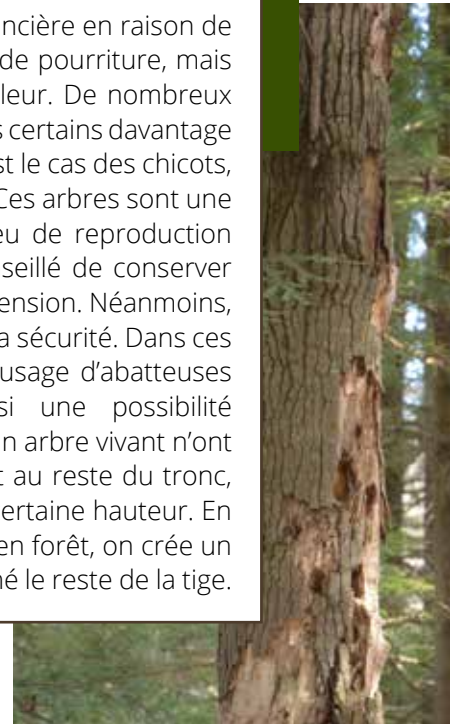 ncière en raison de
de pourriture, mais
leur. De nombreux
s certains davantage
st le cas des chicots,
Ces arbres sont une
eu de reproduction
seillé de conserver
ension. Néanmoins,
a sécurité. Dans ces
usage d'abatteuses
si une possibilité
n arbre vivant n'ont
t au reste du tronc,
ertaine hauteur. En
en forêt, on crée un
né le reste de la tige.